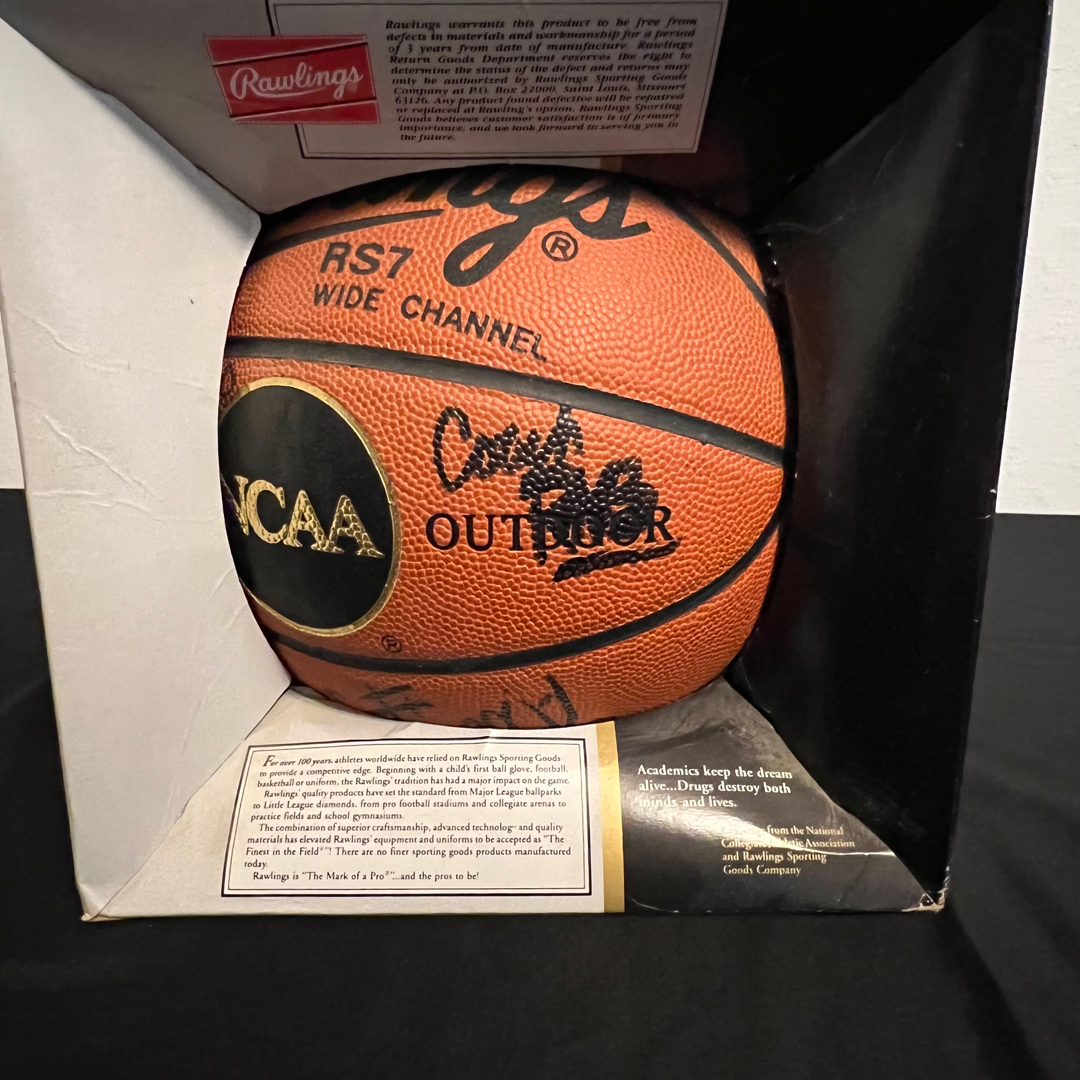 Rawlings
Rawlings warrants this product to be free from
defects in materials and workmanship for a period
of 3 years from date of manufacture. Rawlings
Return Goods Department reserves the right to
determine the status of the defect and returns may
only be authorized by Rawlings Sporting Goods
Company at P.O. Box 22000, Saint Louis, Missouri
63126. Any product found defective will be repaired
or replaced at Rawling's option. Rawlings Sporting
Goods believes customer satisfaction is of primary
importance, and we look forward to serving you in
the future.
ngs®
RS7
WIDE CHANNEL
NCAA
®
Coach
OUTDOOR
For over 100 years, athletes worldwide have relied on Rawlings Sporting Goods
to provide a competitive edge. Beginning with a child's first ball glove, football,
basketball or uniform, the Rawlings' tradition has had a major impact on the game.
Rawlings' quality products have set the standard from Major League ballparks
to Little League diamonds, from pro football stadiums and collegiate arenas to
practice fields and school gymnasiums.
The combination of superior craftsmanship, advanced technology and quality
materials has elevated Rawlings' equipment and uniforms to be accepted as "The
Finest in the Field®"! There are no finer sporting goods products manufactured
today.
Rawlings is "The Mark of a Pro®"...and the pros to be!
Academics keep the dream
alive...Drugs destroy both
minds and lives.
from the National
Collegiate Athletic Association
and Rawlings Sporting
Goods Company